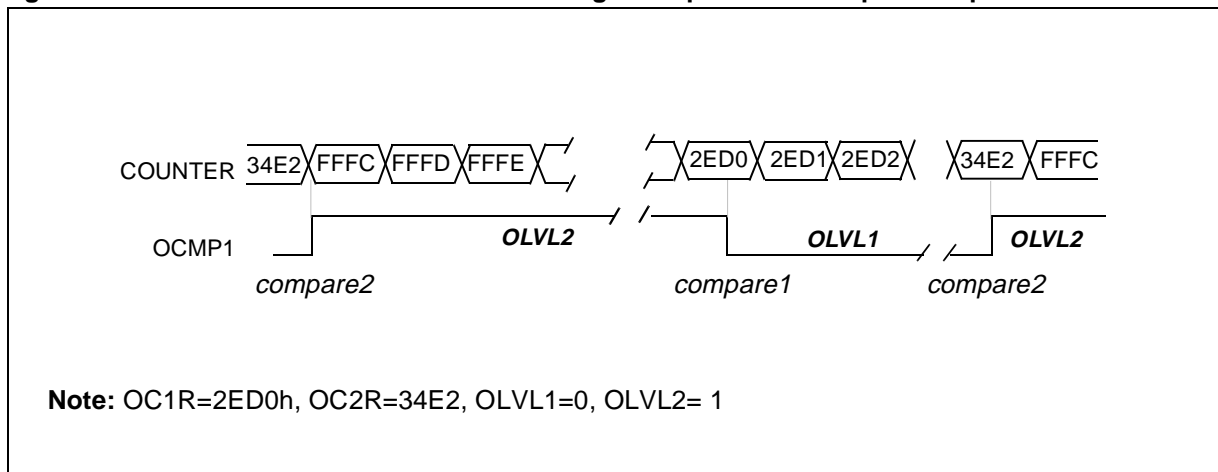 COUNTER 34E2 FFFC FFFD FFFE 2ED0 2ED1 2ED2 34E2 FFFC
OCMP1 OLVL2 OLVL1 OLVL2
compare2 compare1 compare2
Note: OC1R=2ED0h, OC2R=34E2, OLVL1=0, OLVL2= 1